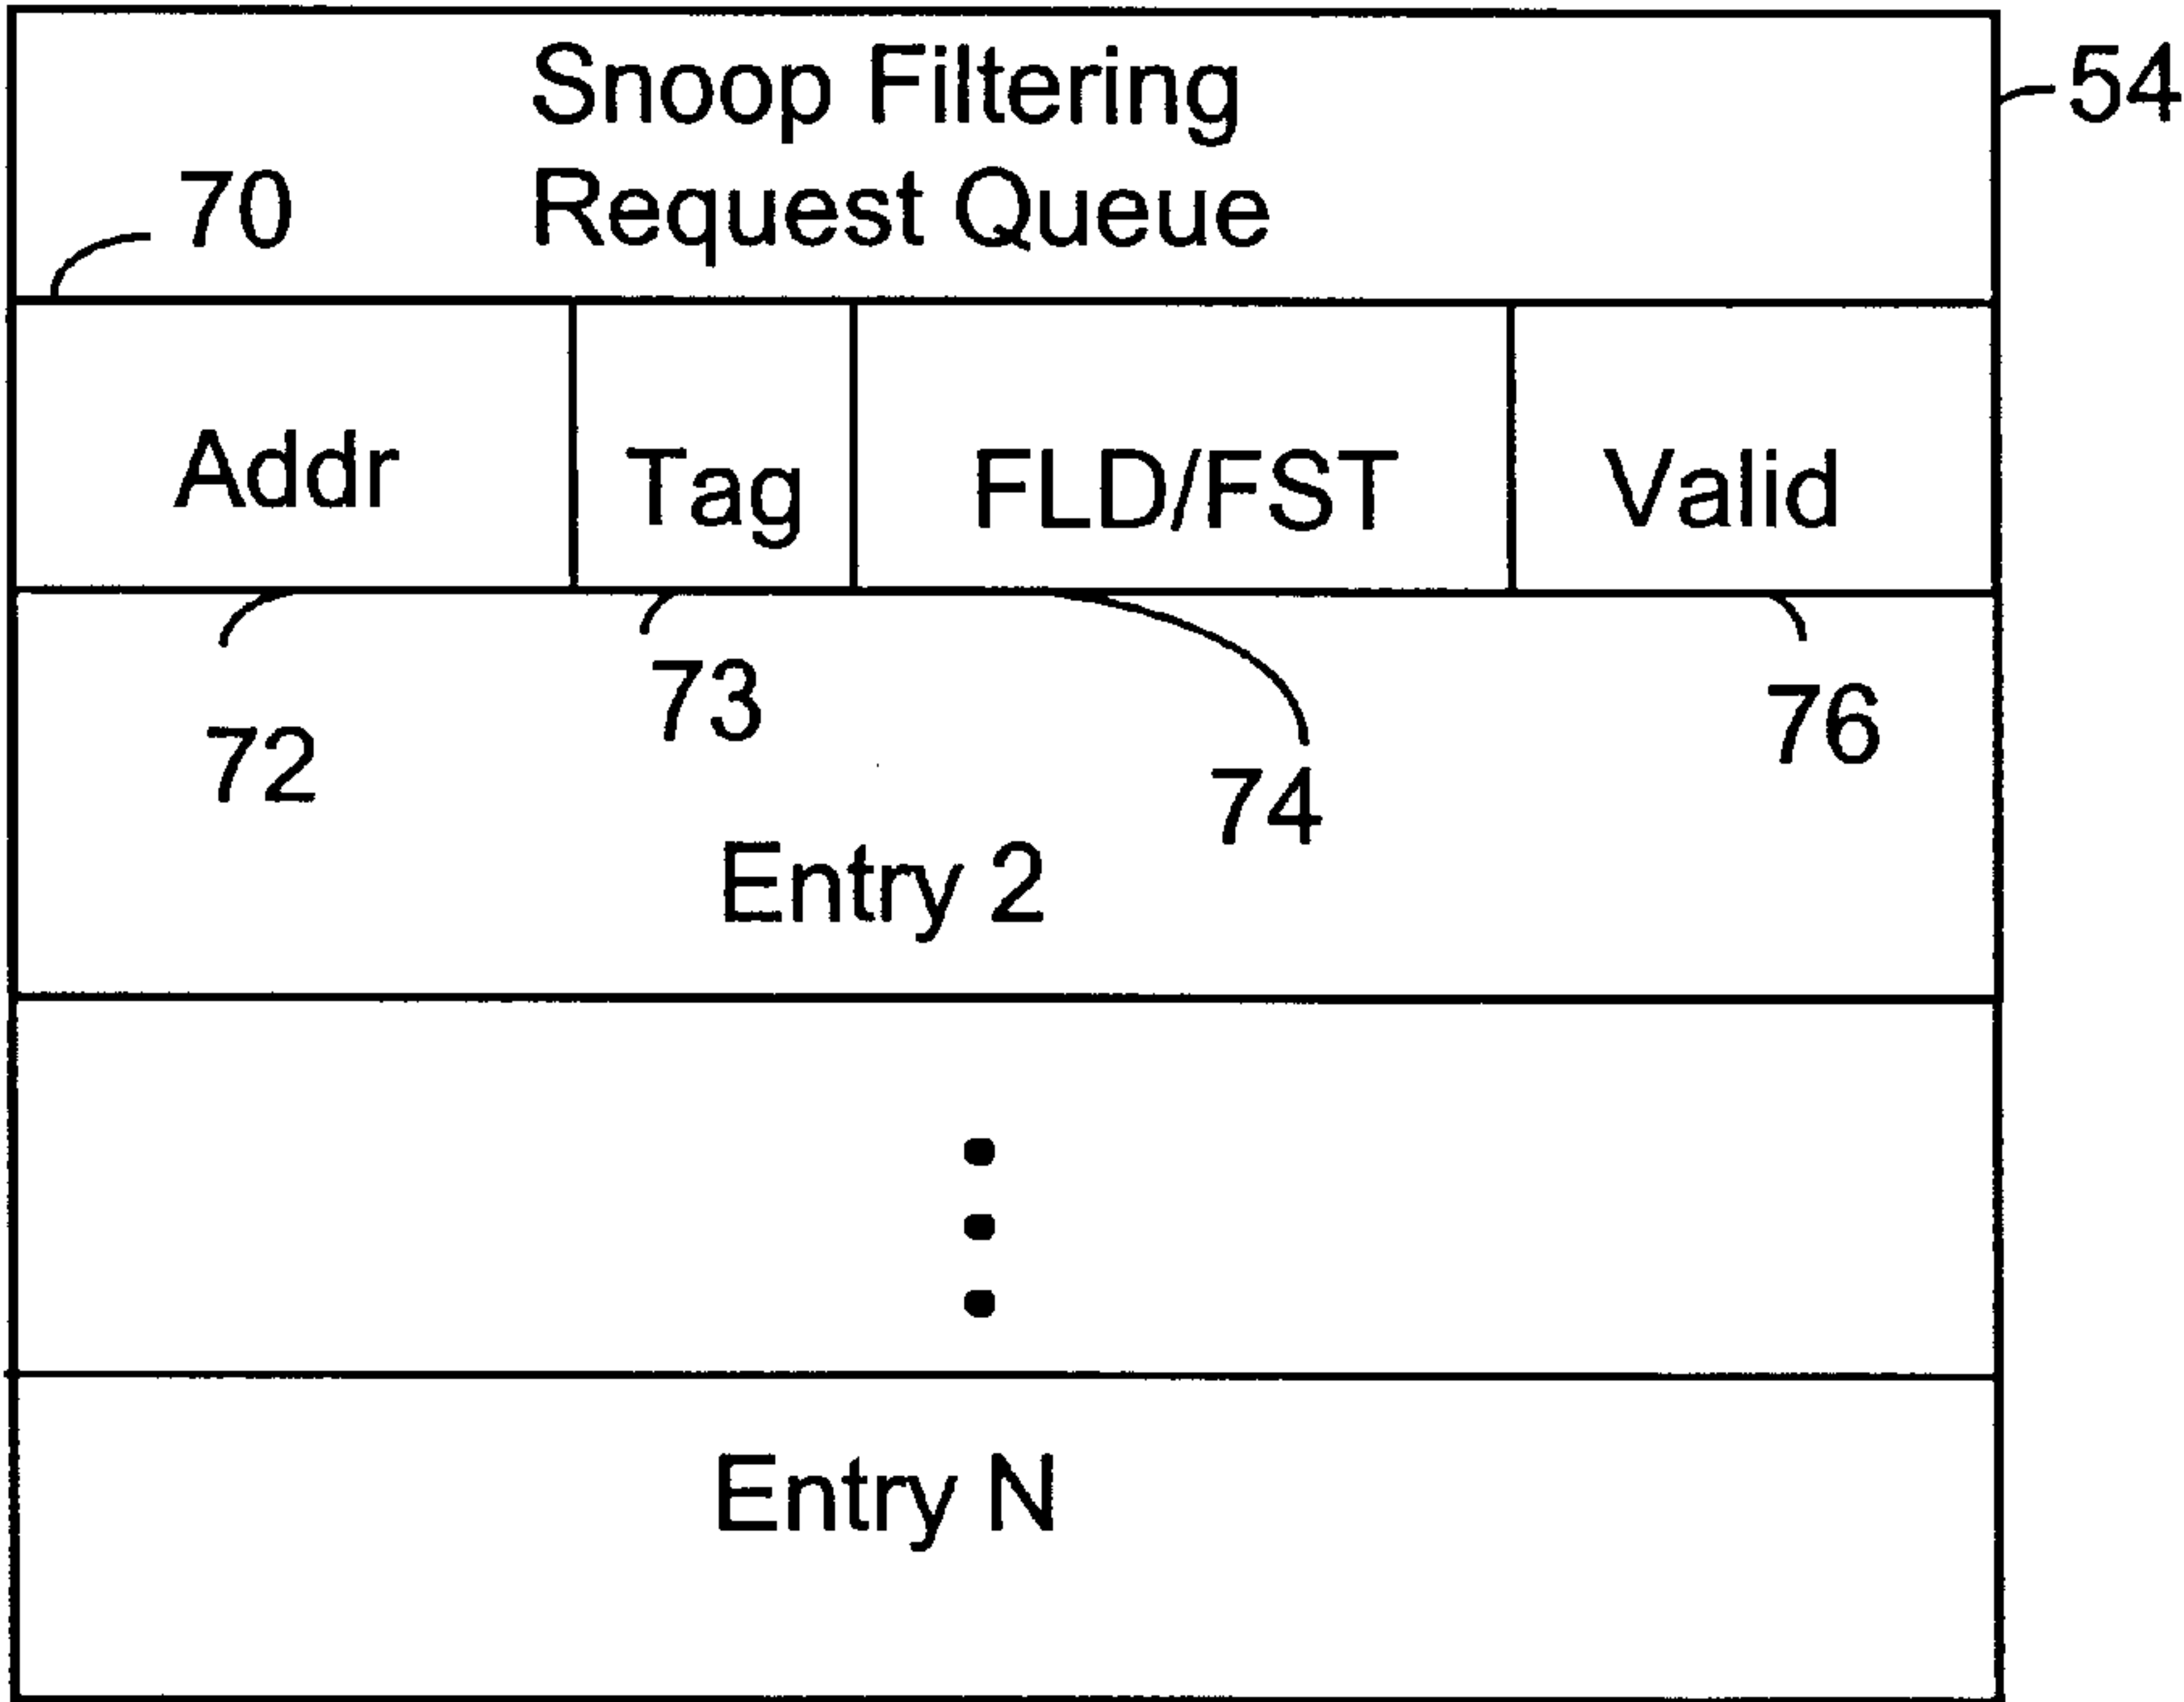 Snoop Filtering
Request Queue
54
70
Addr
Tag
FLD/FST
Valid
72
73
74
76
Entry 2
Entry N